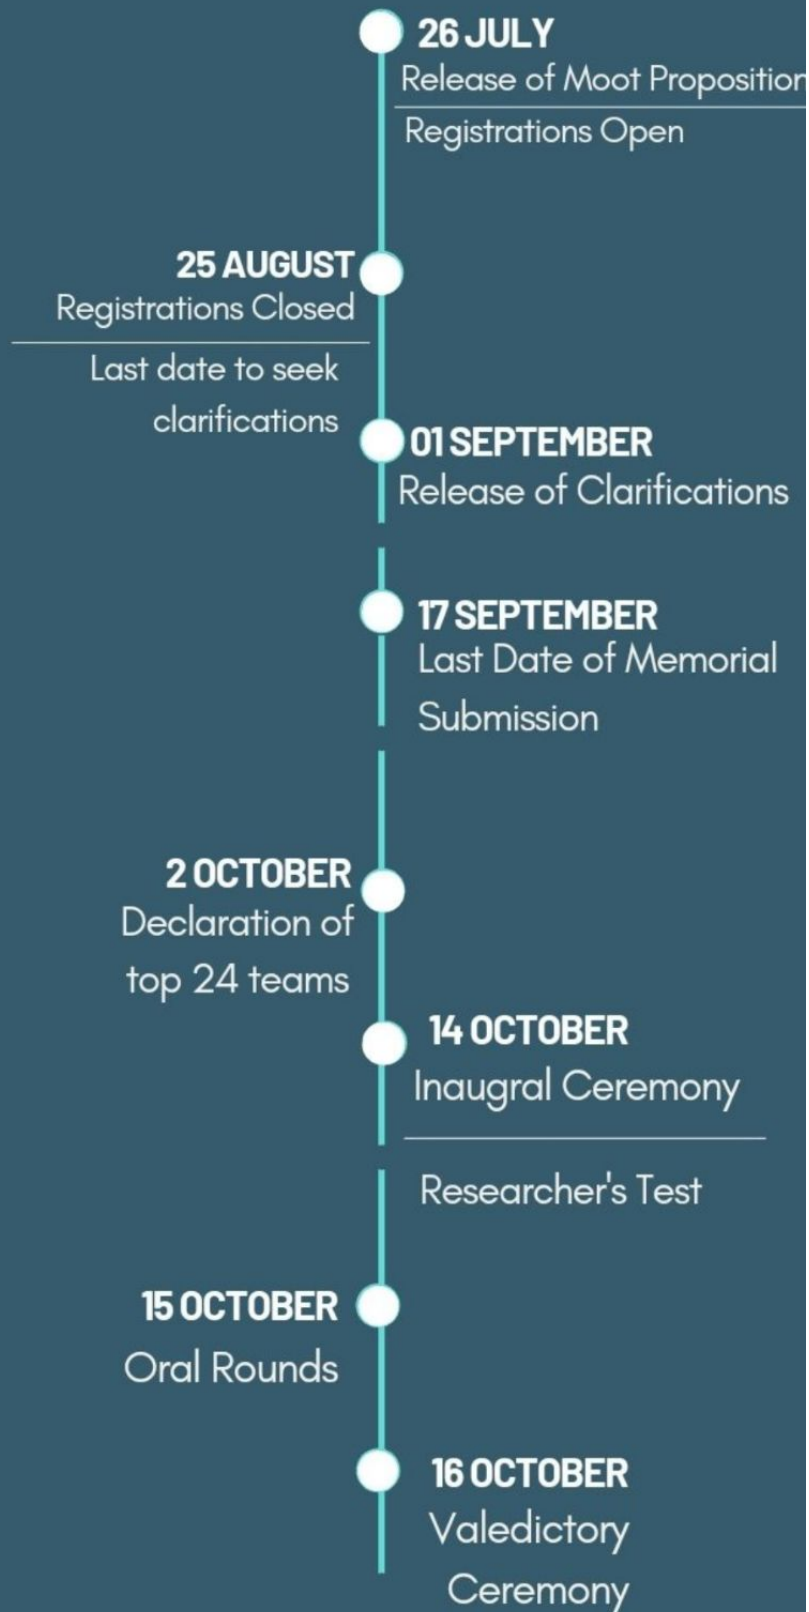 26 JULY
Release of Moot Proposition
Registrations Open
25 AUGUST
Registrations Closed
Last date to seek
clarifications
01 SEPTEMBER
Release of Clarifications
17 SEPTEMBER
Last Date of Memorial
Submission
2 OCTOBER
Declaration of
top 24 teams
14 OCTOBER
Inaugral Ceremony
Researcher's Test
15 OCTOBER
Oral Rounds
16 OCTOBER
Valedictory
Ceremony